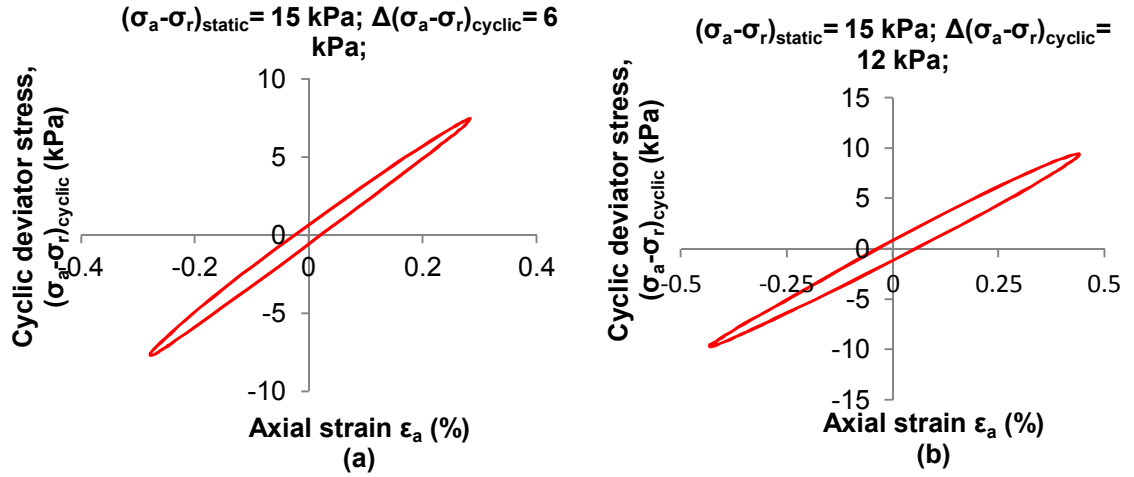 (σa-σr)static= 15 kPa; Δ(σa-σr)cyclic= 6
kPa;
Cyclic deviator stress,
(σa-σr)cyclic (kPa)
10
5
0
-5
-10
-0.4
-0.2
0
0.2
0.4
Axial strain εa (%)
(a)
(σa-σr)static= 15 kPa; Δ(σa-σr)cyclic=
12 kPa;
Cyclic deviator stress,
(σa-σr)cyclic (kPa)
15
10
5
0
-5
-10
-15
-0.5
-0.25
0
0.25
0.5
Axial strain εa (%)
(b)